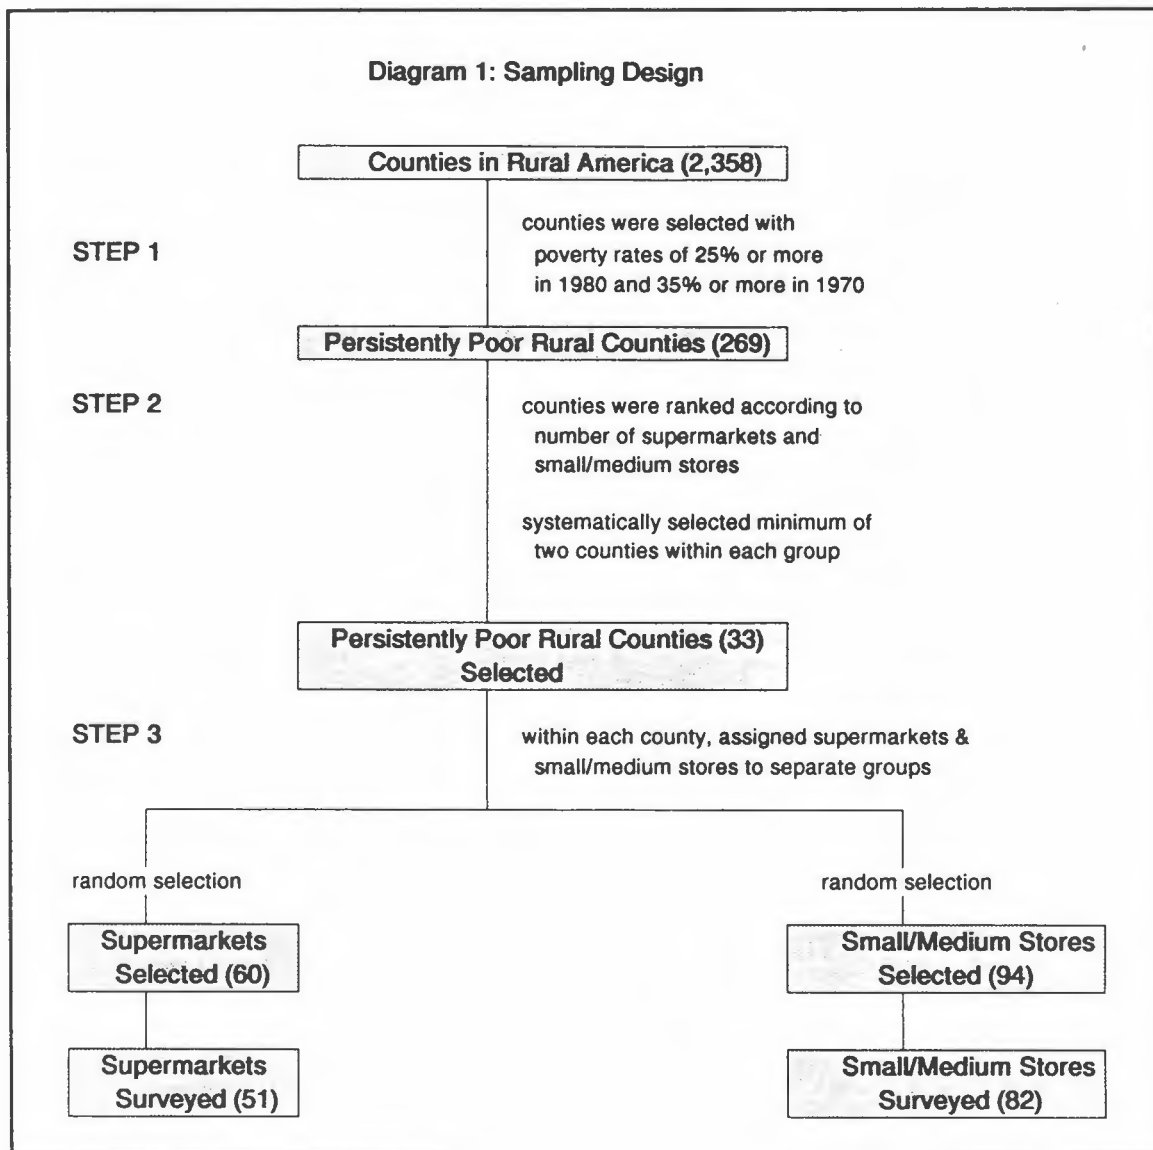 Diagram 1: Sampling Design
Counties in Rural America (2,358)
STEP 1
counties were selected with
poverty rates of 25% or more
in 1980 and 35% or more in 1970
Persistently Poor Rural Counties (269)
STEP 2
counties were ranked according to
number of supermarkets and
small/medium stores
systematically selected minimum of
two counties within each group
Persistently Poor Rural Counties (33)
Selected
STEP 3
within each county, assigned supermarkets &
small/medium stores to separate groups
random selection
random selection
Supermarkets
Selected (60)
Small/Medium Stores
Selected (94)
Supermarkets
Surveyed (51)
Small/Medium Stores
Surveyed (82)